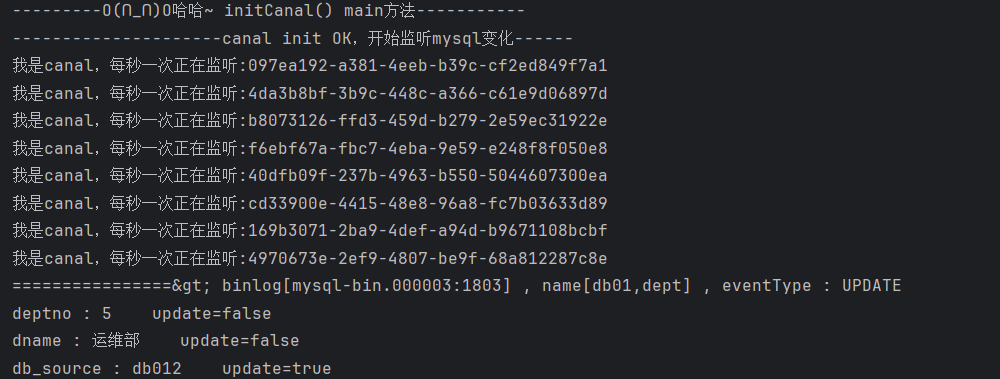 ---------O(∩_∩)O哈哈~ initCanal() main方法-----------
---------------------canal init OK，开始监听mysql变化------
我是canal，每秒一次正在监听:097ea192-a381-4eeb-b39c-cf2ed849f7a1
我是canal，每秒一次正在监听:4da3b8bf-3b9c-448c-a366-c61e9d06897d
我是canal，每秒一次正在监听:b8073126-ffd3-459d-b279-2e59ec31922e
我是canal，每秒一次正在监听:f6ebf67a-fbc7-4eba-9e59-e248f8f050e8
我是canal，每秒一次正在监听:40dfb09f-237b-4963-b550-5044607300ea
我是canal，每秒一次正在监听:cd33900e-4415-48e8-96a8-fc7b03633d89
我是canal，每秒一次正在监听:169b3071-2ba9-4def-a94d-b9671108bcbf
我是canal，每秒一次正在监听:4970673e-2ef9-4807-be9f-68a812287c8e
================&gt; binlog[mysql-bin.000003:1803] , name[db01,dept] , eventType : UPDATE
deptno : 5    update=false
dname : 运维部    update=false
db_source : db012    update=true